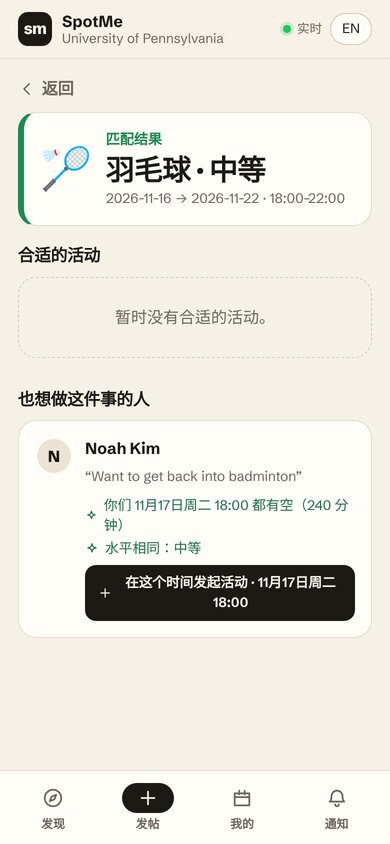 sm
SpotMe
University of Pennsylvania
实时
EN
返回
匹配结果
羽毛球 · 中等
2026-11-16 → 2026-11-22 · 18:00–22:00
合适的活动
暂时没有合适的活动。
也想做这件事的人
N
Noah Kim
“Want to get back into badminton”
你们 11月17日周二 18:00 都有空（240 分
钟）
水平相同：中等
在这个时间发起活动 · 11月17日周二
18:00
发现
发帖
我的
通知